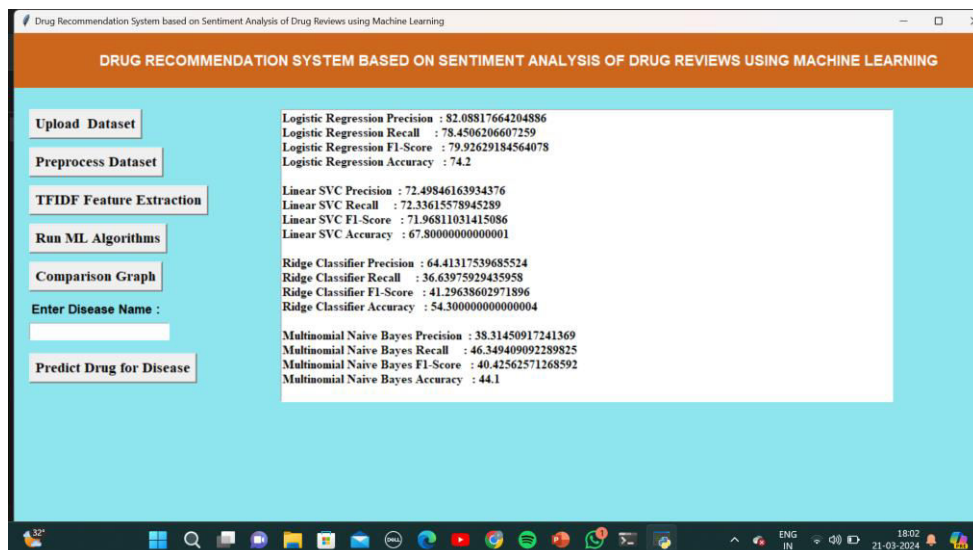 Drug Recommendation System based on Sentiment Analysis of Drug Reviews using Machine Learning
DRUG RECOMMENDATION SYSTEM BASED ON SENTIMENT ANALYSIS OF DRUG REVIEWS USING MACHINE LEARNING
Upload Dataset
Preprocess Dataset
TFIDF Feature Extraction
Run ML Algorithms
Comparison Graph
Enter Disease Name :
Predict Drug for Disease
Logistic Regression Precision : 82.08817664204886
Logistic Regression Recall : 78.4506206607259
Logistic Regression F1-Score : 79.92629184564078
Logistic Regression Accuracy : 74.2
Linear SVC Precision : 72.49846163934376
Linear SVC Recall : 72.33615578945289
Linear SVC F1-Score : 71.96811031415086
Linear SVC Accuracy : 67.80000000000001
Ridge Classifier Precision : 64.41317539685524
Ridge Classifier Recall : 36.63975929435958
Ridge Classifier F1-Score : 41.29638602971896
Ridge Classifier Accuracy : 54.300000000000004
Multinomial Naive Bayes Precision : 38.31450917241369
Multinomial Naive Bayes Recall : 46.349409092289825
Multinomial Naive Bayes F1-Score : 40.42562571268592
Multinomial Naive Bayes Accuracy : 44.1
32°
DELL
1
ENG
IN
18:02
21-03-2024